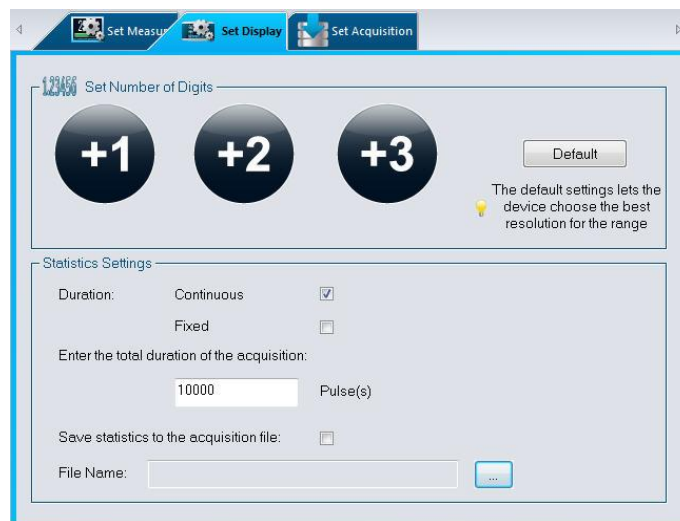 Set Measur
Set Display
Set Acquisition
123456 Set Number of Digits
+1
+2
+3
Default
The default settings lets the
device choose the best
resolution for the range
Statistics Settings
Duration:
Continuous
Fixed
Enter the total duration of the acquisition:
10000
Pulse(s)
Save statistics to the acquisition file:
File Name:
...